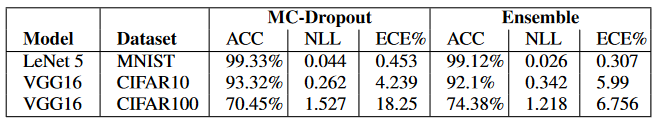 MC-Dropout Ensemble
Model Dataset ACC NLL ECE% ACC NLL ECE%
LeNet 5 MNIST 99.33% 0.044 0.453 99.12% 0.026 0.307
VGG16 CIFAR10 93.32% 0.262 4.239 92.1% 0.342 5.99
VGG16 CIFAR100 70.45% 1.527 18.25 74.38% 1.218 6.756